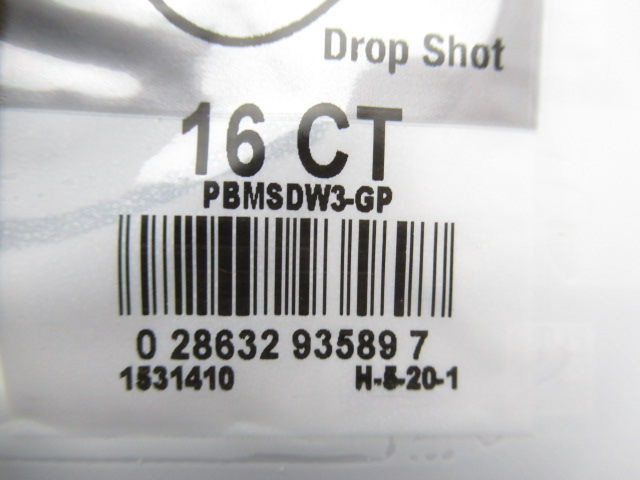 Drop Shot
16 CT
PBMSDW3-GP
0 28632 93589 7
1531410 H-5-20-1